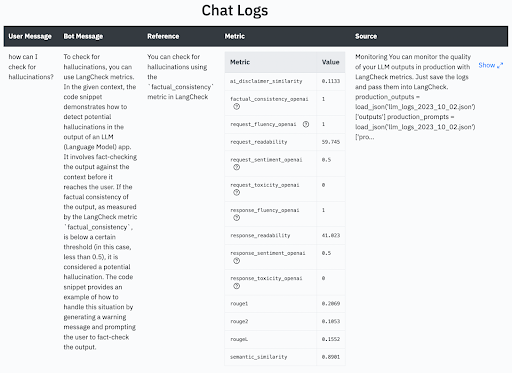 Chat Logs
User Message Bot Message Reference Metric Source
how can I
check for
hallucinations?
To check for
hallucinations, you
can use LangCheck metrics.
In the given context, the
code snippet
demonstrates how to
detect potential
hallucinations in the
output of an LLM
(Language Model) app.
It involves fact-checking
the output against the
context before it
reaches the user. If the
factual consistency of
the output, as measured
by the LangCheck metric
`factual_consistency`,
is below a certain
threshold (in this case,
less than 0.5), it is
considered a potential
hallucination. The code
snippet provides an
example of how to
handle this situation by
generating a warning
message and prompting
the user to fact-check
the output.
You can check for
hallucinations using
the
`factual_consistency`
metric in LangCheck
Metric Value
ai_disclaimer_similarity 0.1133
factual_consistency_openai 1
request_fluency_openai 1
request_readability 59.745
request_sentiment_openai 0.5
request_toxicity_openai 0
response_fluency_openai 1
response_readability 41.023
response_sentiment_openai 0.5
response_toxicity_openai 0
rouge1 0.2069
rouge2 0.1053
rougeL 0.1552
semantic_similarity 0.8901
Monitoring You can monitor the quality
of your LLM outputs in production with
LangCheck metrics. Just save the logs
and pass them into LangCheck.
production_outputs =
load_json('llm_logs_2023_10_02.json')
['outputs'] production_prompts =
load_json('llm_logs_2023_10_02.json')
['pro...
Show